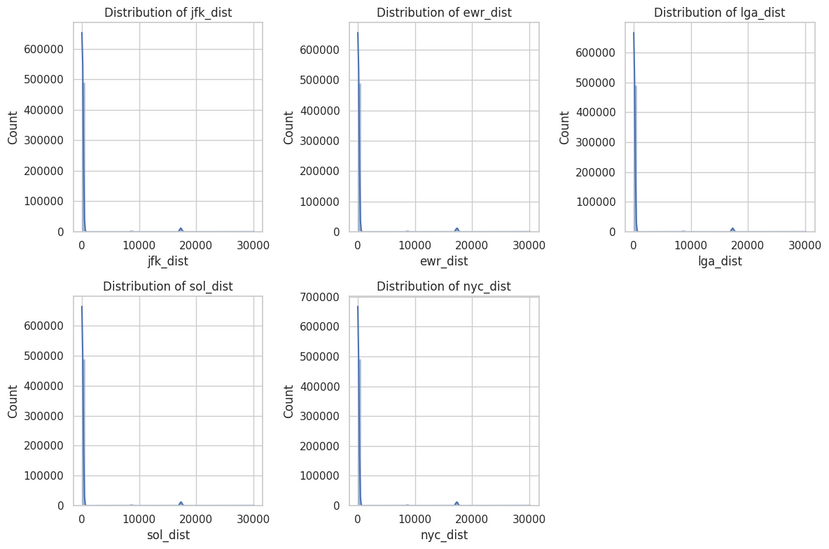 Distribution of jfk_dist
600000
500000
400000
300000
200000
100000
0
Count
0 10000 20000 30000
jfk_dist
Distribution of ewr_dist
600000
500000
400000
300000
200000
100000
0
Count
0 10000 20000 30000
ewr_dist
Distribution of lga_dist
600000
500000
400000
300000
200000
100000
0
Count
0 10000 20000 30000
lga_dist
Distribution of sol_dist
600000
500000
400000
300000
200000
100000
0
Count
0 10000 20000 30000
sol_dist
Distribution of nyc_dist
700000
600000
500000
400000
300000
200000
100000
0
Count
0 10000 20000 30000
nyc_dist